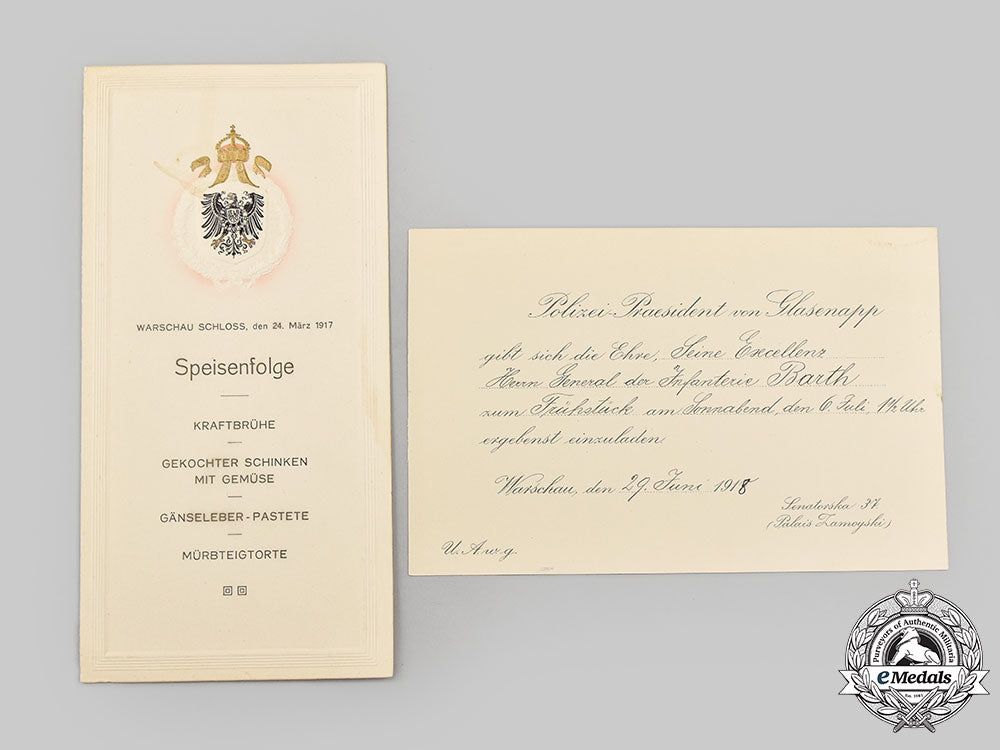 WARSCHAU SCHLOSS, den 24. März 1917
Speisenfolge
KRAFTBRÜHE
GEKOCHTER SCHINKEN
MIT GEMÜSE
GÄNSELEBER-PASTETE
MÜRBTEIGTORTE
Polizei-Praesident von Glasenapp
gibt sich die Ehre, Seine Excellenz
Herrn General der Infanterie Barth
zum Frühstück am Sonnabend, den 6. Juli, 1½ Uhr
ergebenst einzuladen.
Warschau, den 29. Juni 1918
Senatorska 37
(Palais Zamoyski)
U. A. w. g.
Purveyors of Authentic Militaria
eMedals